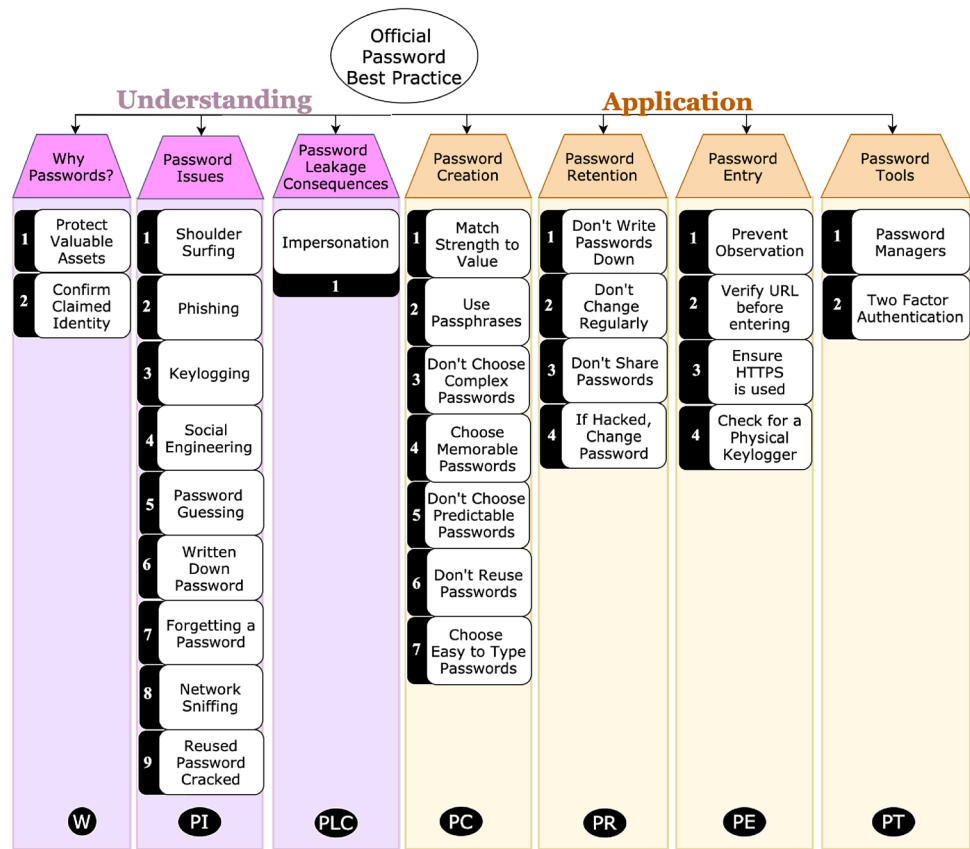 Official
Password
Best Practice
Understanding
Application
Why
Passwords?
Password
Issues
Password
Leakage
Consequences
Password
Creation
Password
Retention
Password
Entry
Password
Tools
1
Protect
Valuable
Assets
2
Confirm
Claimed
Identity
1
Shoulder
Surfing
2
Phishing
3
Keylogging
4
Social
Engineering
5
Password
Guessing
6
Written
Down
Password
7
Forgetting a
Password
8
Network
Sniffing
9
Reused
Password
Cracked
Impersonation
1
1
Match
Strength to
Value
2
Use
Passphrases
3
Don't Choose
Complex
Passwords
4
Choose
Memorable
Passwords
5
Don't Choose
Predictable
Passwords
6
Don't Reuse
Passwords
7
Choose
Easy to Type
Passwords
1
Don't Write
Passwords
Down
2
Don't
Change
Regularly
3
Don't Share
Passwords
4
If Hacked,
Change
Password
1
Prevent
Observation
2
Verify URL
before
entering
3
Ensure
HTTPS
is used
4
Check for a
Physical
Keylogger
1
Password
Managers
2
Two Factor
Authentication
W
PI
PLC
PC
PR
PE
PT